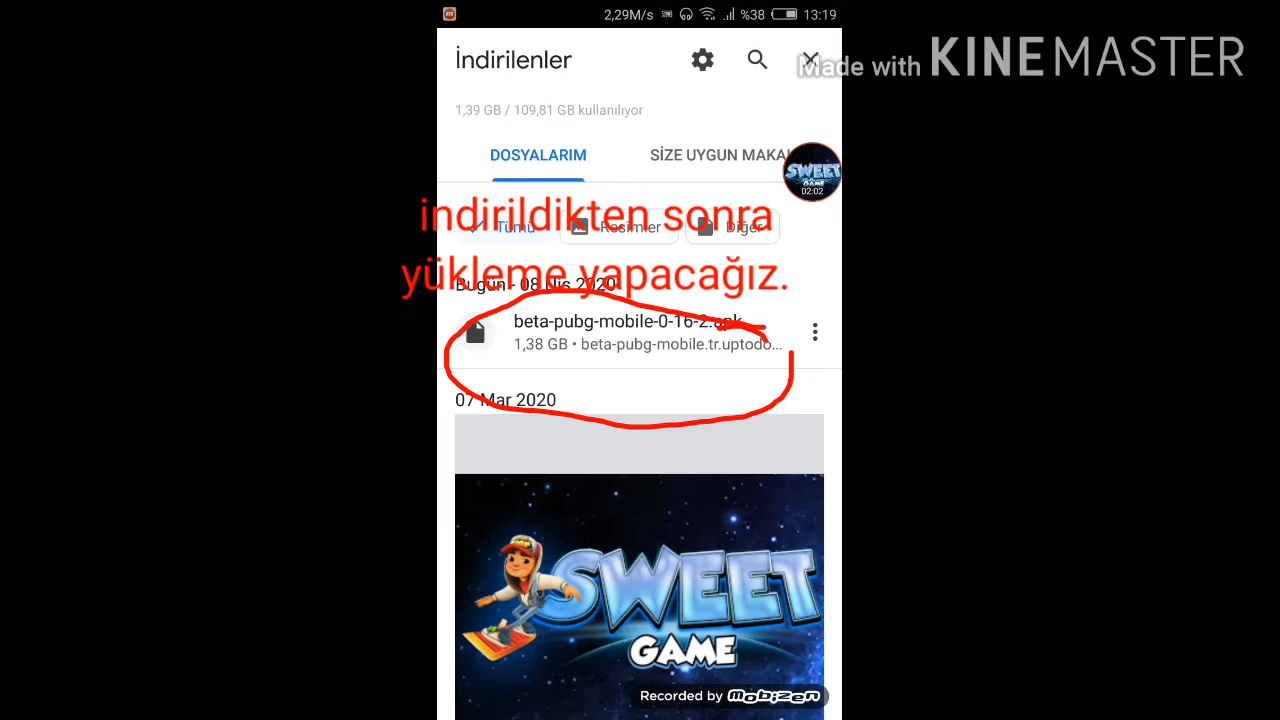 2,29M/s %38 13:19
İndirilenler
Made with KINEMASTER
1,39 GB / 109,81 GB kullanılıyor
DOSYALARIM SİZE UYGUN MAKAL
SWEET
GAME
02:02
indirildikten sonra
Tümü Resimler Diğer
yükleme yapacağız.
Bugün - 08 Nis 2020
beta-pubg-mobile-0-16-2.apk
1,38 GB • beta-pubg-mobile.tr.uptodo...
07 Mar 2020
SWEET
GAME
Recorded by Mobizen